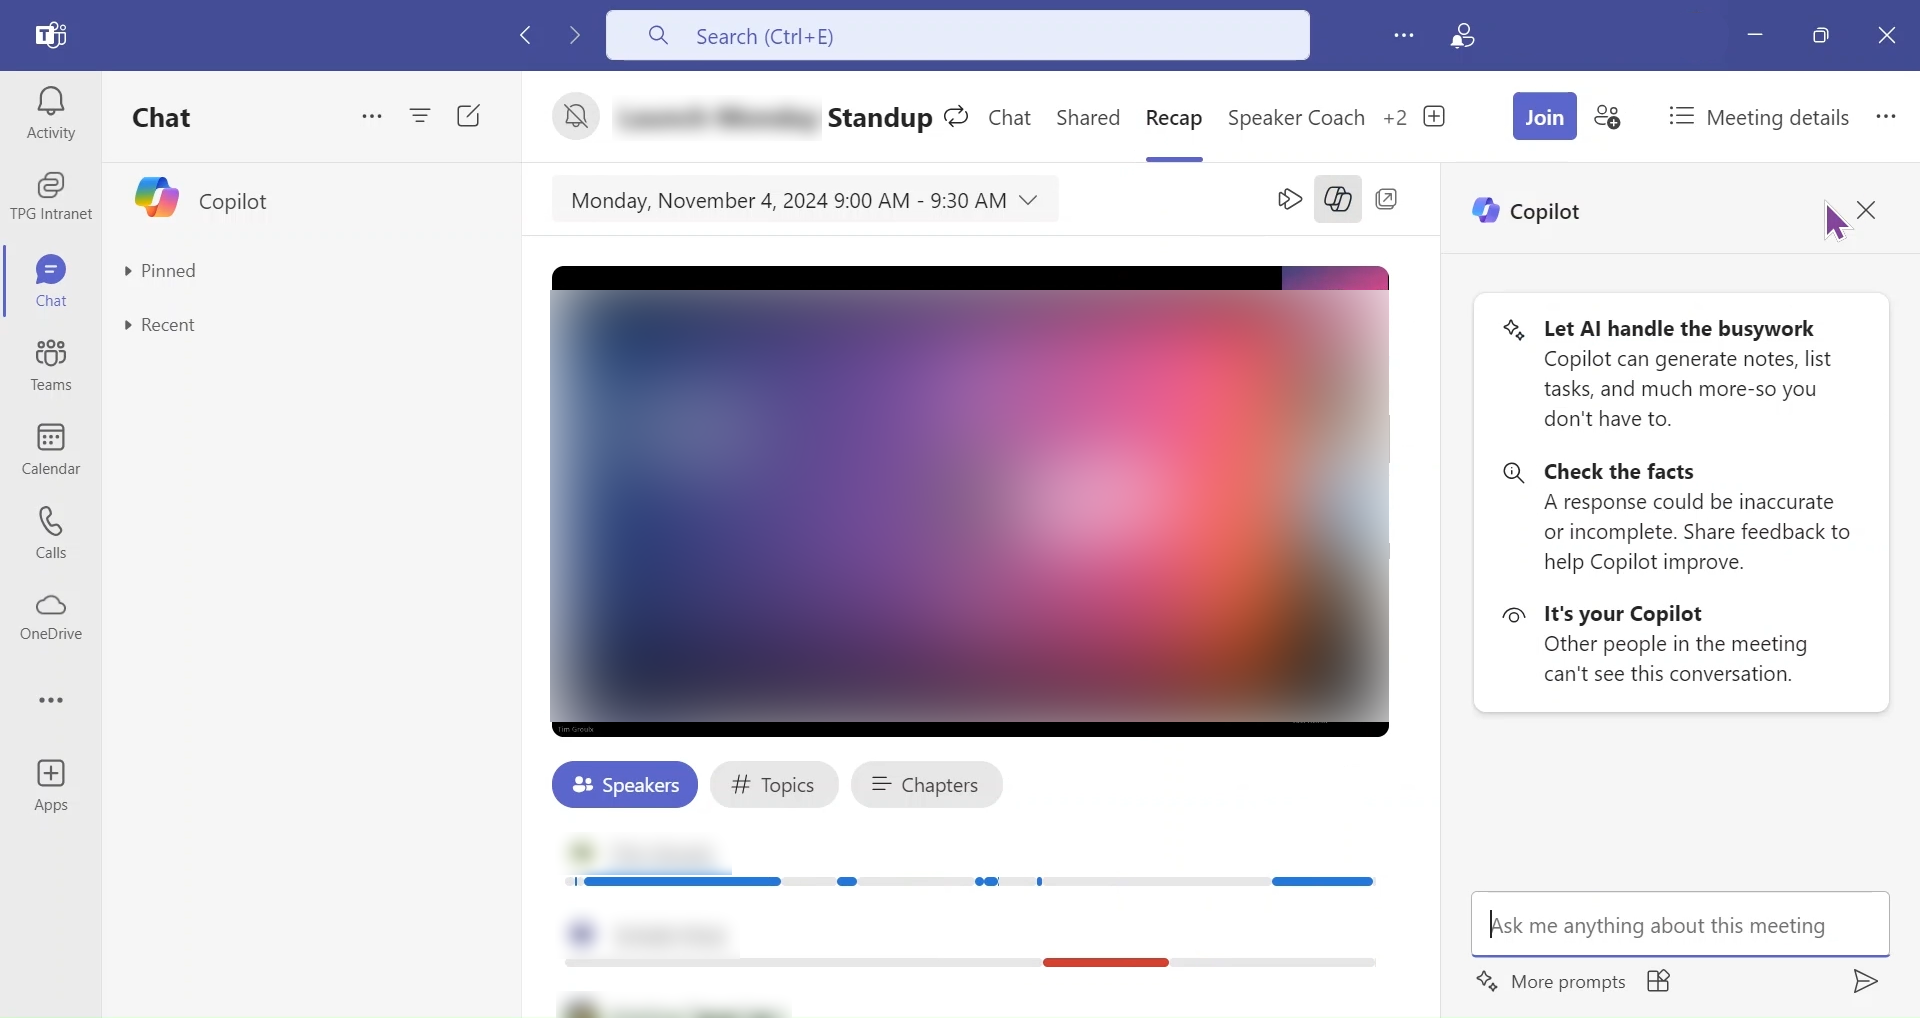 Search (Ctrl+E)
Activity
TPG Intranet
Chat
Teams
Calendar
Calls
OneDrive
Apps
Chat
Copilot
Pinned
Recent
Standup
Chat
Shared
Recap
Speaker Coach
+2
Join
Meeting details
Monday, November 4, 2024 9:00 AM - 9:30 AM
Tim Groulx
Speakers
Topics
Chapters
Copilot
Let AI handle the busywork
Copilot can generate notes, list
tasks, and much more-so you
don't have to.
Check the facts
A response could be inaccurate
or incomplete. Share feedback to
help Copilot improve.
It's your Copilot
Other people in the meeting
can't see this conversation.
Ask me anything about this meeting
More prompts